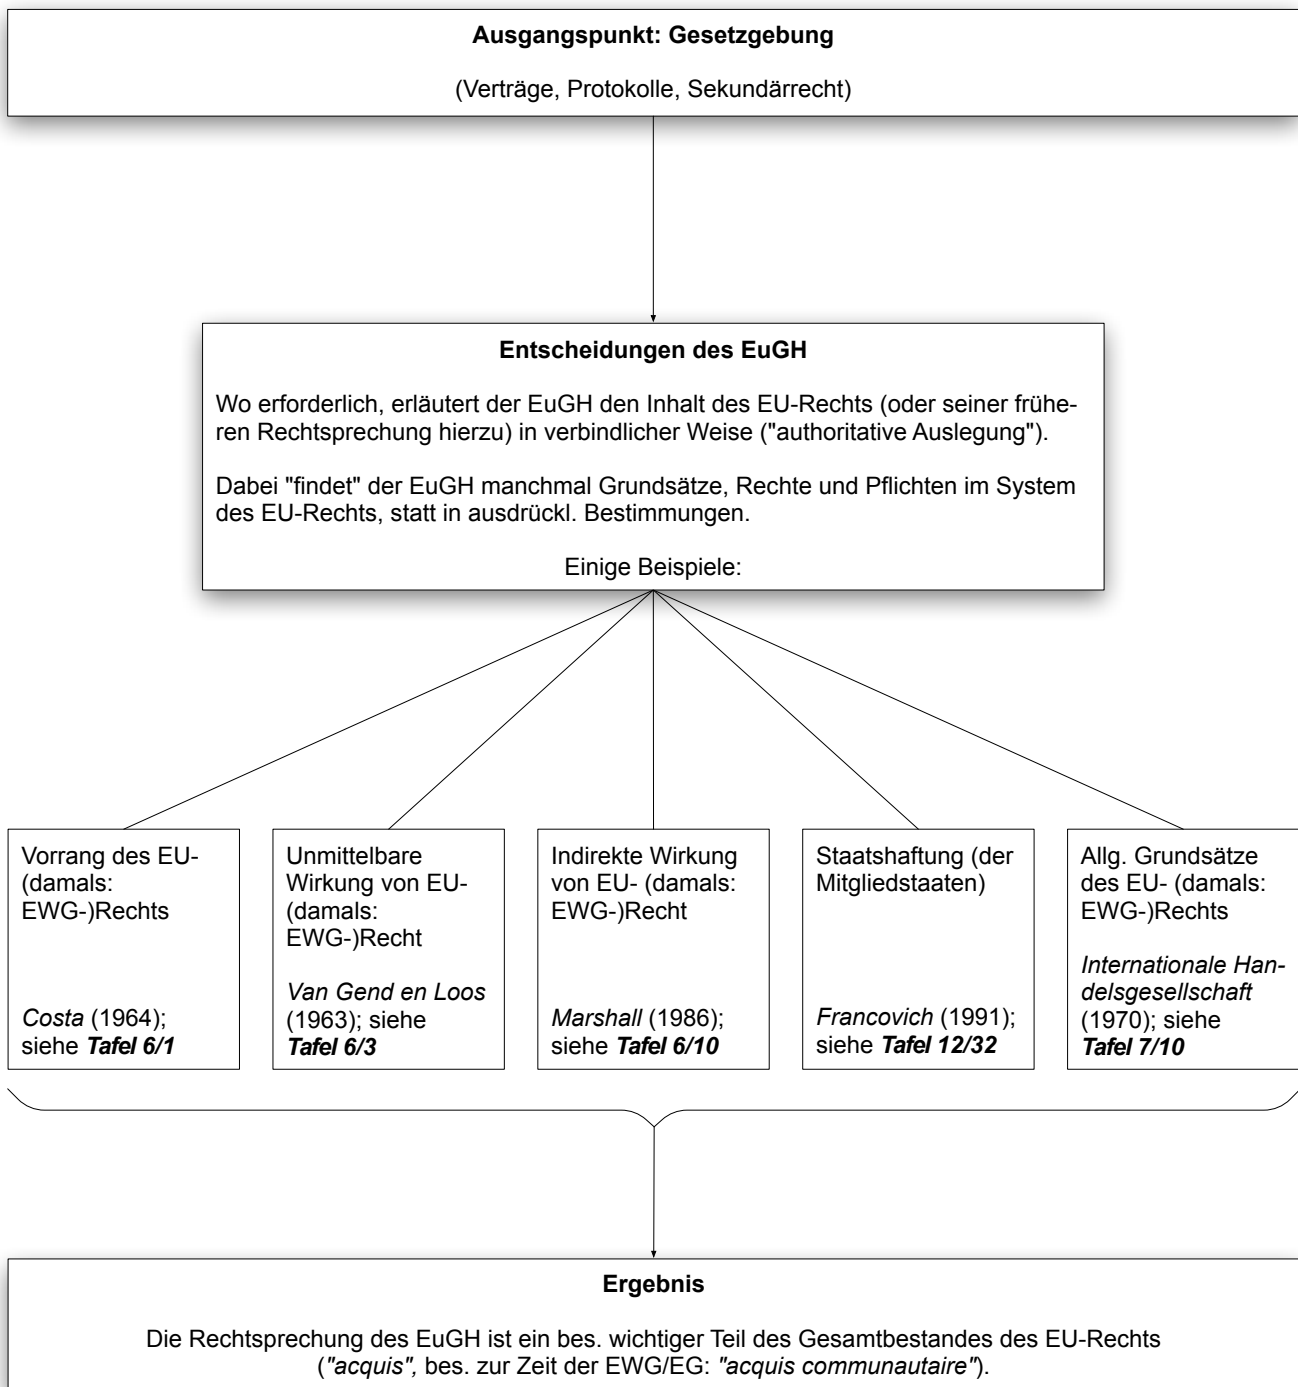 Ausgangspunkt: Gesetzgebung
(Verträge, Protokolle, Sekundärrecht)
Entscheidungen des EuGH
Wo erforderlich, erläutert der EuGH den Inhalt des EU-Rechts (oder seiner frühe-
ren Rechtsprechung hierzu) in verbindlicher Weise ("authoritative Auslegung").
Dabei "findet" der EuGH manchmal Grundsätze, Rechte und Pflichten im System
des EU-Rechts, statt in ausdrückl. Bestimmungen.
Einige Beispiele:
Vorrang des EU-
(damals:
EWG-)Rechts
Costa (1964);
siehe Tafel 6/1
Unmittelbare
Wirkung von EU-
(damals:
EWG-)Recht
Van Gend en Loos
(1963); siehe
Tafel 6/3
Indirekte Wirkung
von EU- (damals:
EWG-)Recht
Marshall (1986);
siehe Tafel 6/10
Staatshaftung (der
Mitgliedstaaten)
Francovich (1991);
siehe Tafel 12/32
Allg. Grundsätze
des EU- (damals:
EWG-)Rechts
Internationale Han-
delsgesellschaft
(1970); siehe
Tafel 7/10
Ergebnis
Die Rechtsprechung des EuGH ist ein bes. wichtiger Teil des Gesamtbestandes des EU-Rechts
("acquis", bes. zur Zeit der EWG/EG: "acquis communautaire").